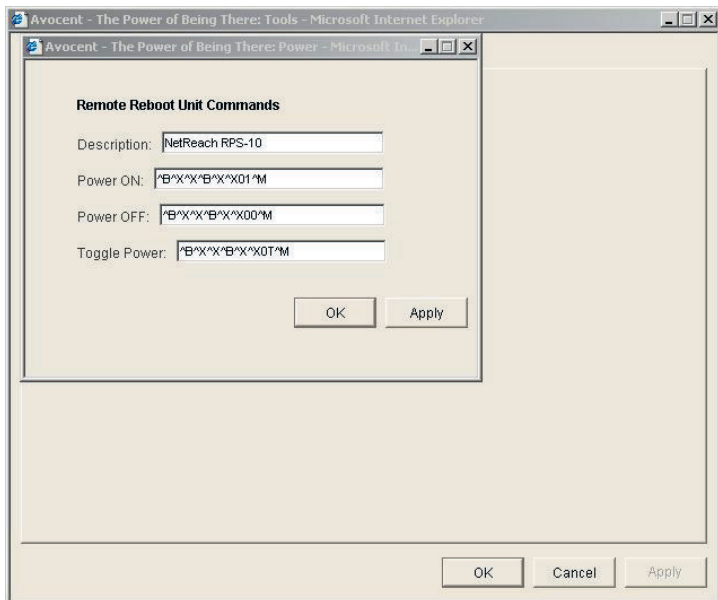 Avocent - The Power of Being There: Tools - Microsoft Internet Explorer
Avocent - The Power of Being There: Power - Microsoft In...
Remote Reboot Unit Commands
Description: NetReach RPS-10
Power ON: ^B^X^X^B^X^X01^M
Power OFF: ^B^X^X^B^X^X00^M
Toggle Power: ^B^X^X^B^X^X0T^M
OK Apply
OK Cancel Apply